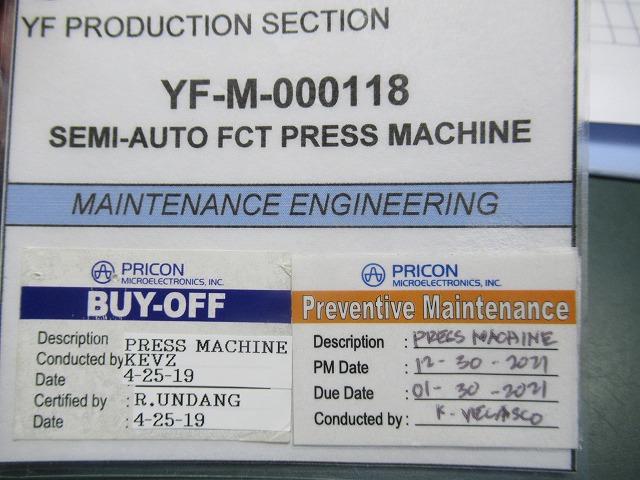 YF PRODUCTION SECTION
YF-M-000118
SEMI-AUTO FCT PRESS MACHINE
MAINTENANCE ENGINEERING
PRICON
MICROELECTRONICS, INC.
BUY-OFF
Description PRESS MACHINE
Conducted by KEVZ
Date 4-25-19
Certified by : R.UNDANG
Date : 4-25-19
PRICON
MICROELECTRONICS, INC.
Preventive Maintenance
Description : PRESS MACHINE
PM Date : 12-30-2021
Due Date : 01-30-2021
Conducted by : K. VELASCO